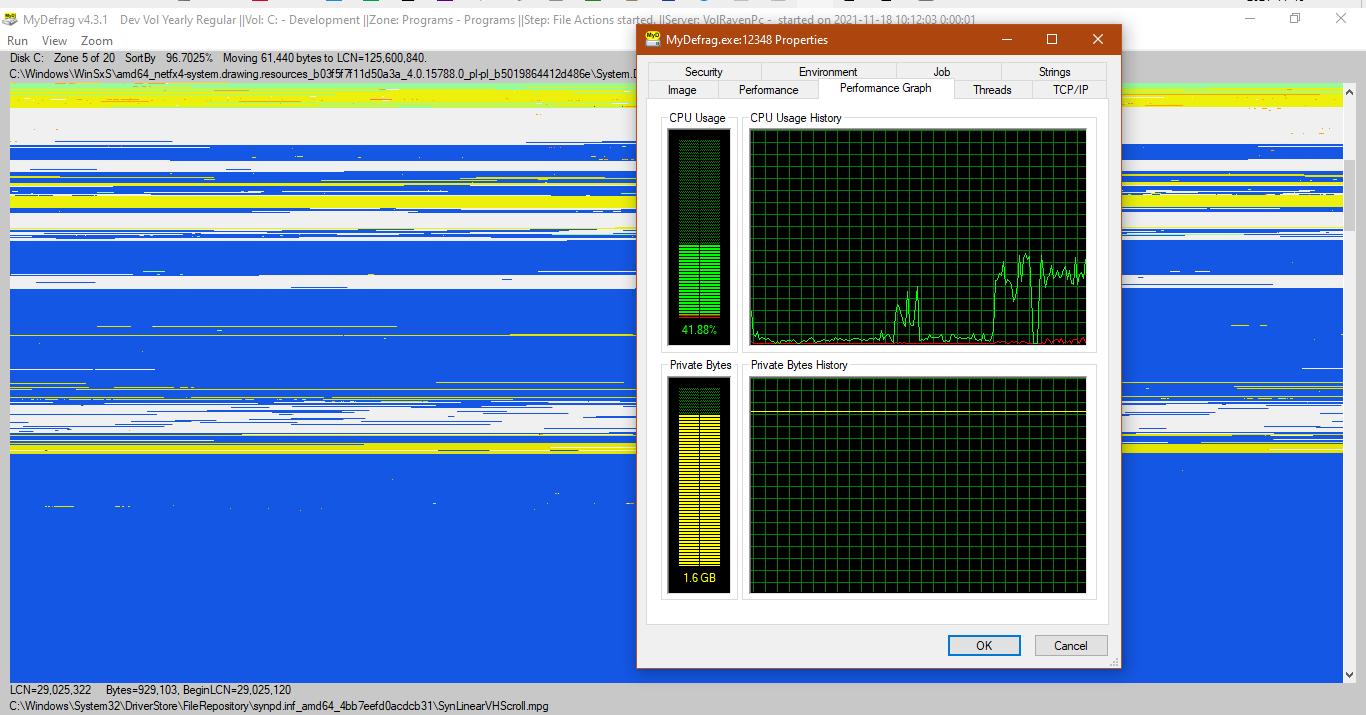 MyDefrag v4.3.1 Dev Vol Yearly Regular ||Vol: C: - Development ||Zone: Programs - Programs ||Step: File Actions started, ||Server: VolRavenPc - started on 2021-11-18 10:12:03 0:00:01
Run View Zoom
Disk C: Zone 5 of 20 SortBy 96.7025% Moving 61,440 bytes to LCN=125,600,840.
C:\Windows\WinSxS\amd64_netfx4-system.drawing.resources_b03f5f7f11d50a3a_4.0.15788.0_pl-pl_b5019864412d486e\System.D
MyDefrag.exe:12348 Properties
Security Environment Job Strings
Image Performance Performance Graph Threads TCP/IP
CPU Usage CPU Usage History
41.88%
Private Bytes Private Bytes History
1.6 GB
OK Cancel
LCN=29,025,322 Bytes=929,103, BeginLCN=29,025,120
C:\Windows\System32\DriverStore\FileRepository\synpd.inf_amd64_4bb7eefd0acdcb31\SynLinearVHScroll.mpg